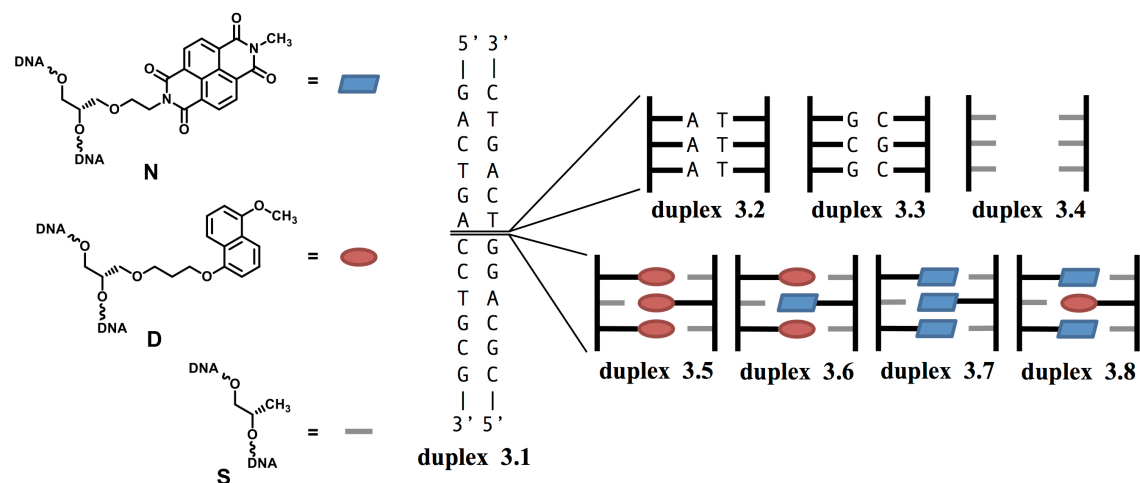 DNA
O
O
DNA
O
N
O
O
O
O
N
CH3
=
N
DNA
O
O
DNA
O
O
O
CH3
=
D
DNA
O
CH3
O
DNA
=
S
5' 3'
G C
A T
C G
T A
G C
A T
C G
C G
T A
G C
C G
G C
3' 5'
duplex 3.1
A T
A T
A T
duplex 3.2
G C
C G
G C
duplex 3.3
duplex 3.4
duplex 3.5
duplex 3.6
duplex 3.7
duplex 3.8